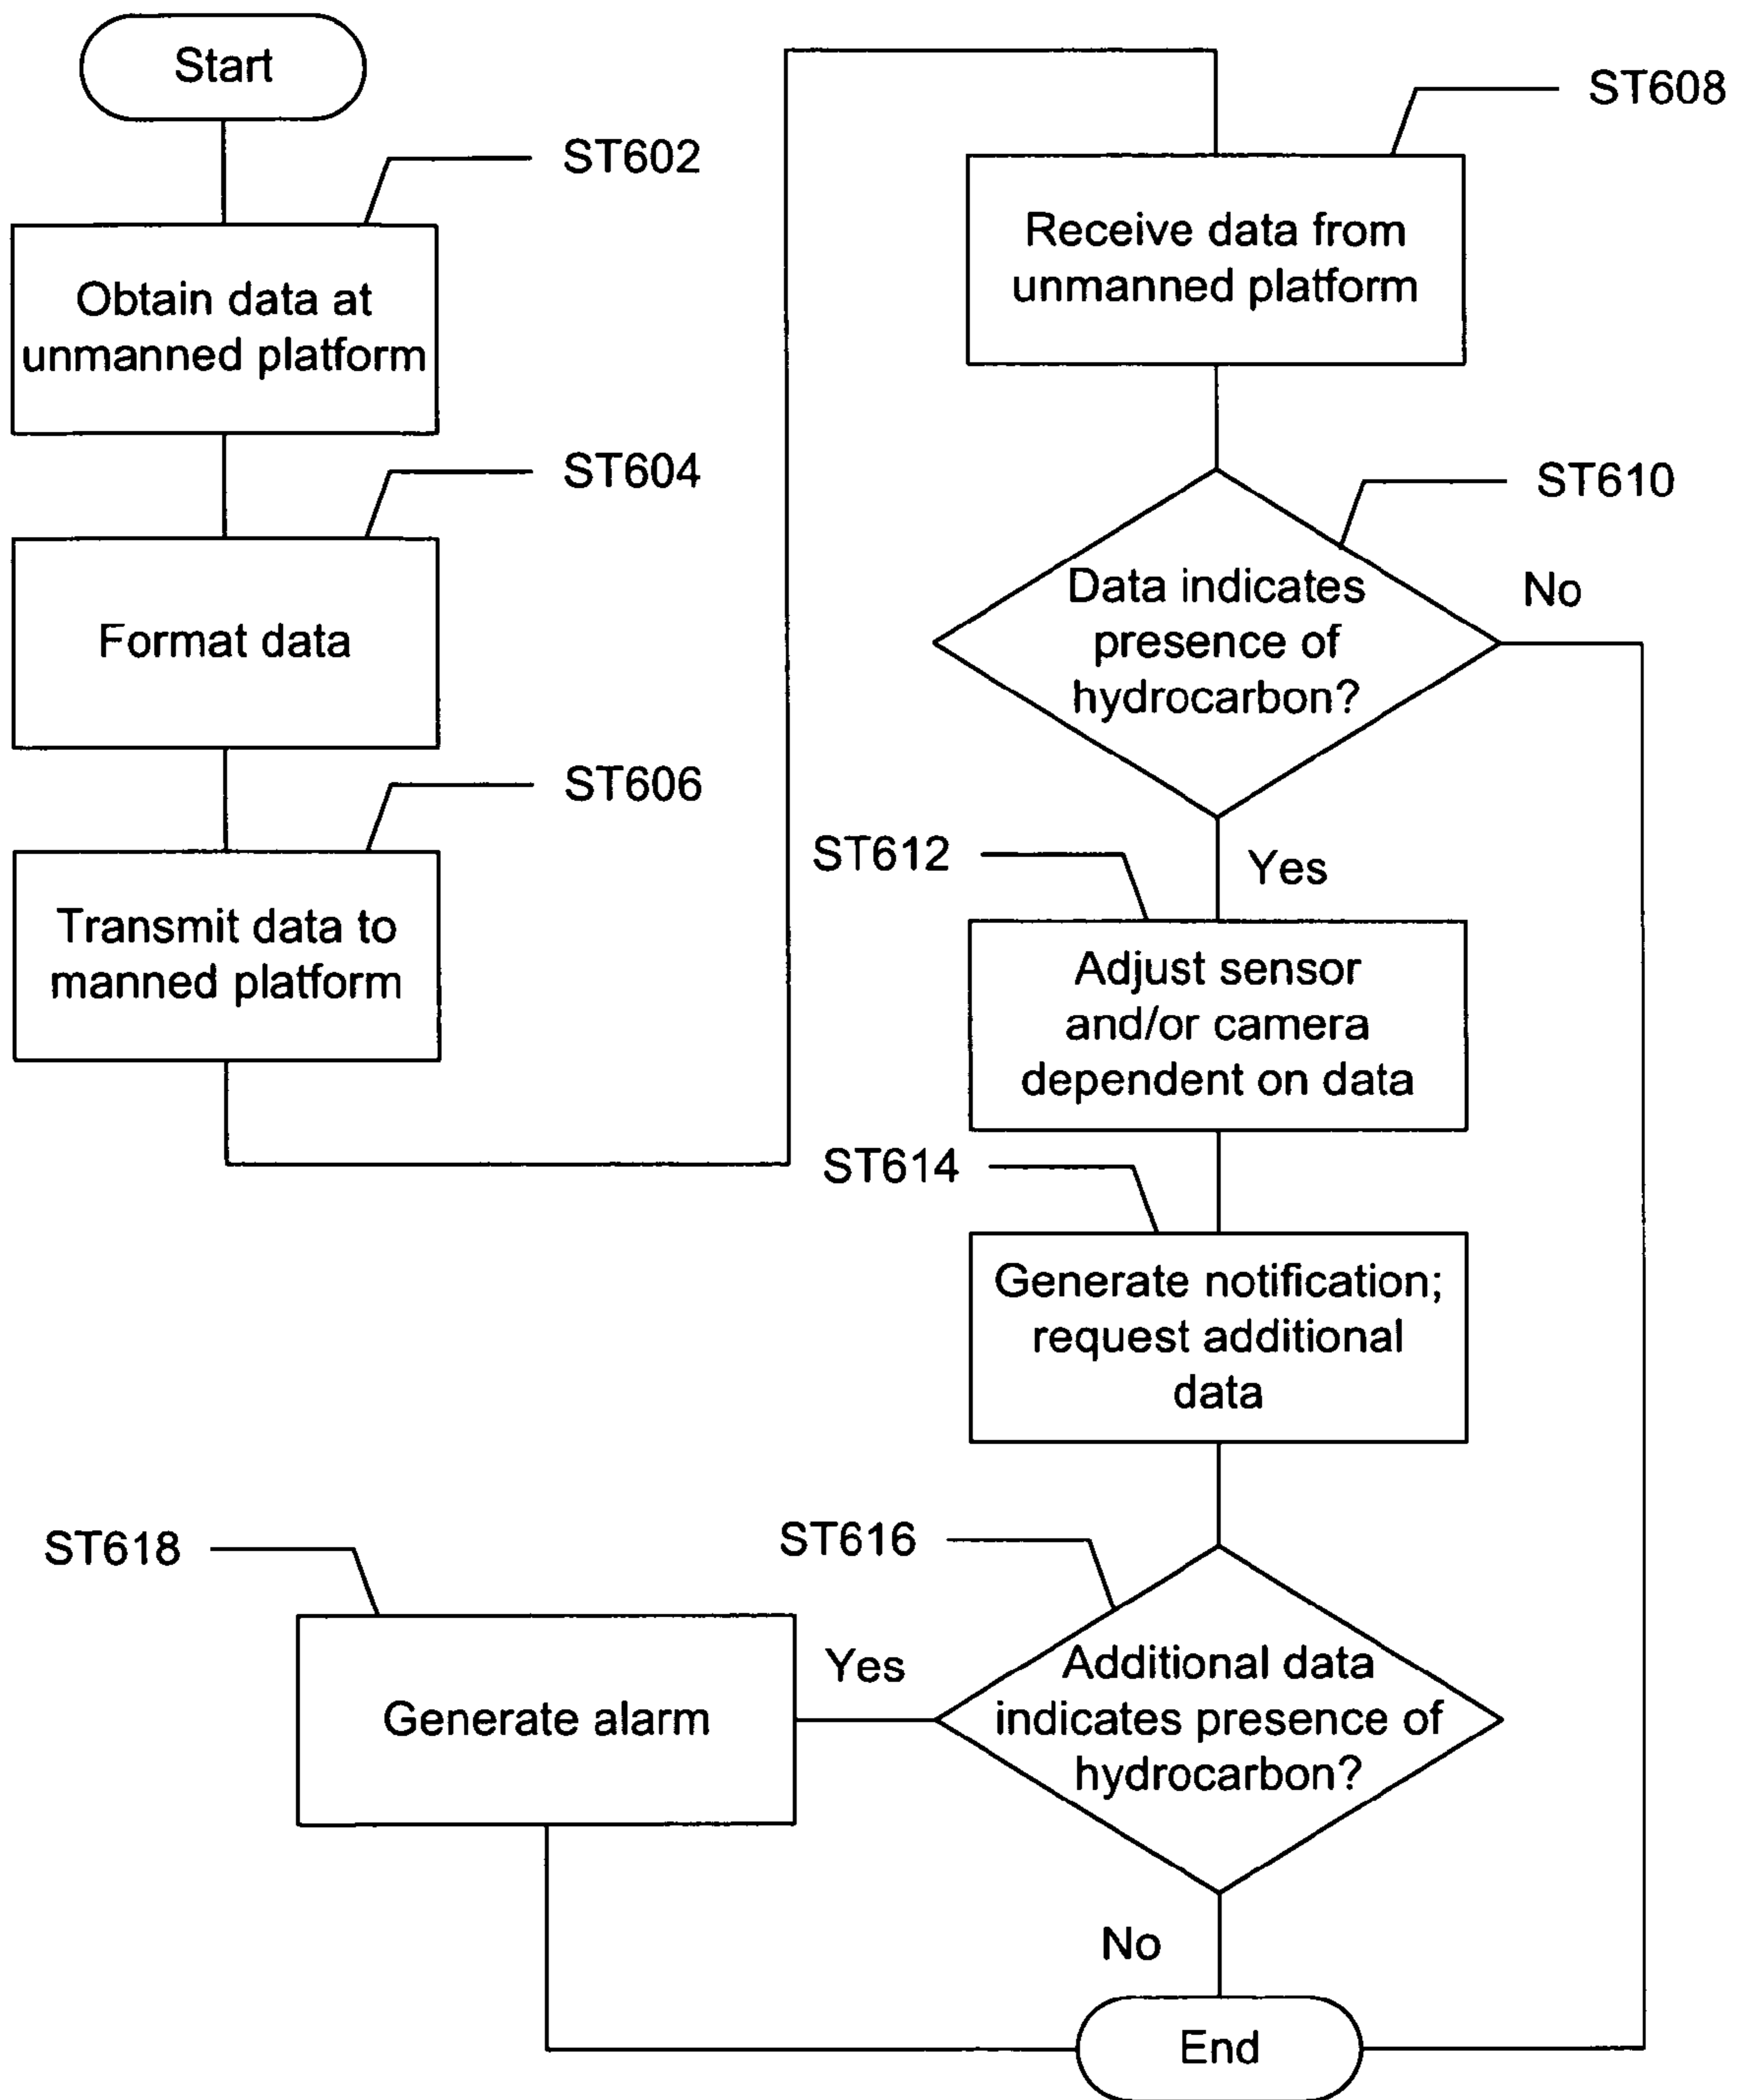 Start
ST602
Obtain data at
unmanned platform
ST604
Format data
ST606
Transmit data to
manned platform
ST608
Receive data from
unmanned platform
ST610
Data indicates
presence of
hydrocarbon?
No
Yes
ST612
Adjust sensor
and/or camera
dependent on data
ST614
Generate notification;
request additional
data
ST616
Additional data
indicates presence of
hydrocarbon?
Yes
ST618
Generate alarm
No
End